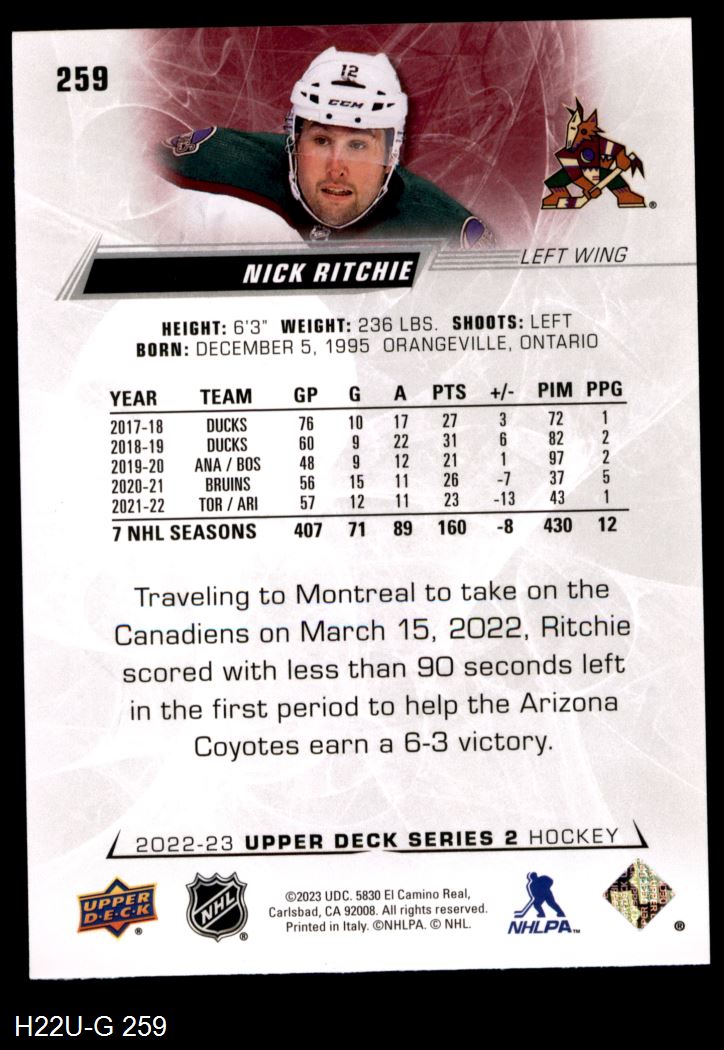 259
12
CCM
NICK RITCHIE
LEFT WING
HEIGHT: 6'3" WEIGHT: 236 LBS. SHOOTS: LEFT
BORN: DECEMBER 5, 1995 ORANGEVILLE, ONTARIO
YEAR TEAM GP G A PTS +/- PIM PPG
2017-18 DUCKS 76 10 17 27 3 72 1
2018-19 DUCKS 60 9 22 31 6 82 2
2019-20 ANA / BOS 48 9 12 21 1 97 2
2020-21 BRUINS 56 15 11 26 -7 37 5
2021-22 TOR / ARI 57 12 11 23 -13 43 1
7 NHL SEASONS 407 71 89 160 -8 430 12
Traveling to Montreal to take on the
Canadiens on March 15, 2022, Ritchie
scored with less than 90 seconds left
in the first period to help the Arizona
Coyotes earn a 6-3 victory.
2022-23 UPPER DECK SERIES 2 HOCKEY
UPPER
D·E·C·K
®
NHL
®
©2023 UDC. 5830 El Camino Real,
Carlsbad, CA 92008. All rights reserved.
Printed in Italy. ©NHLPA. © NHL.
NHLPA™
®
H22U-G 259